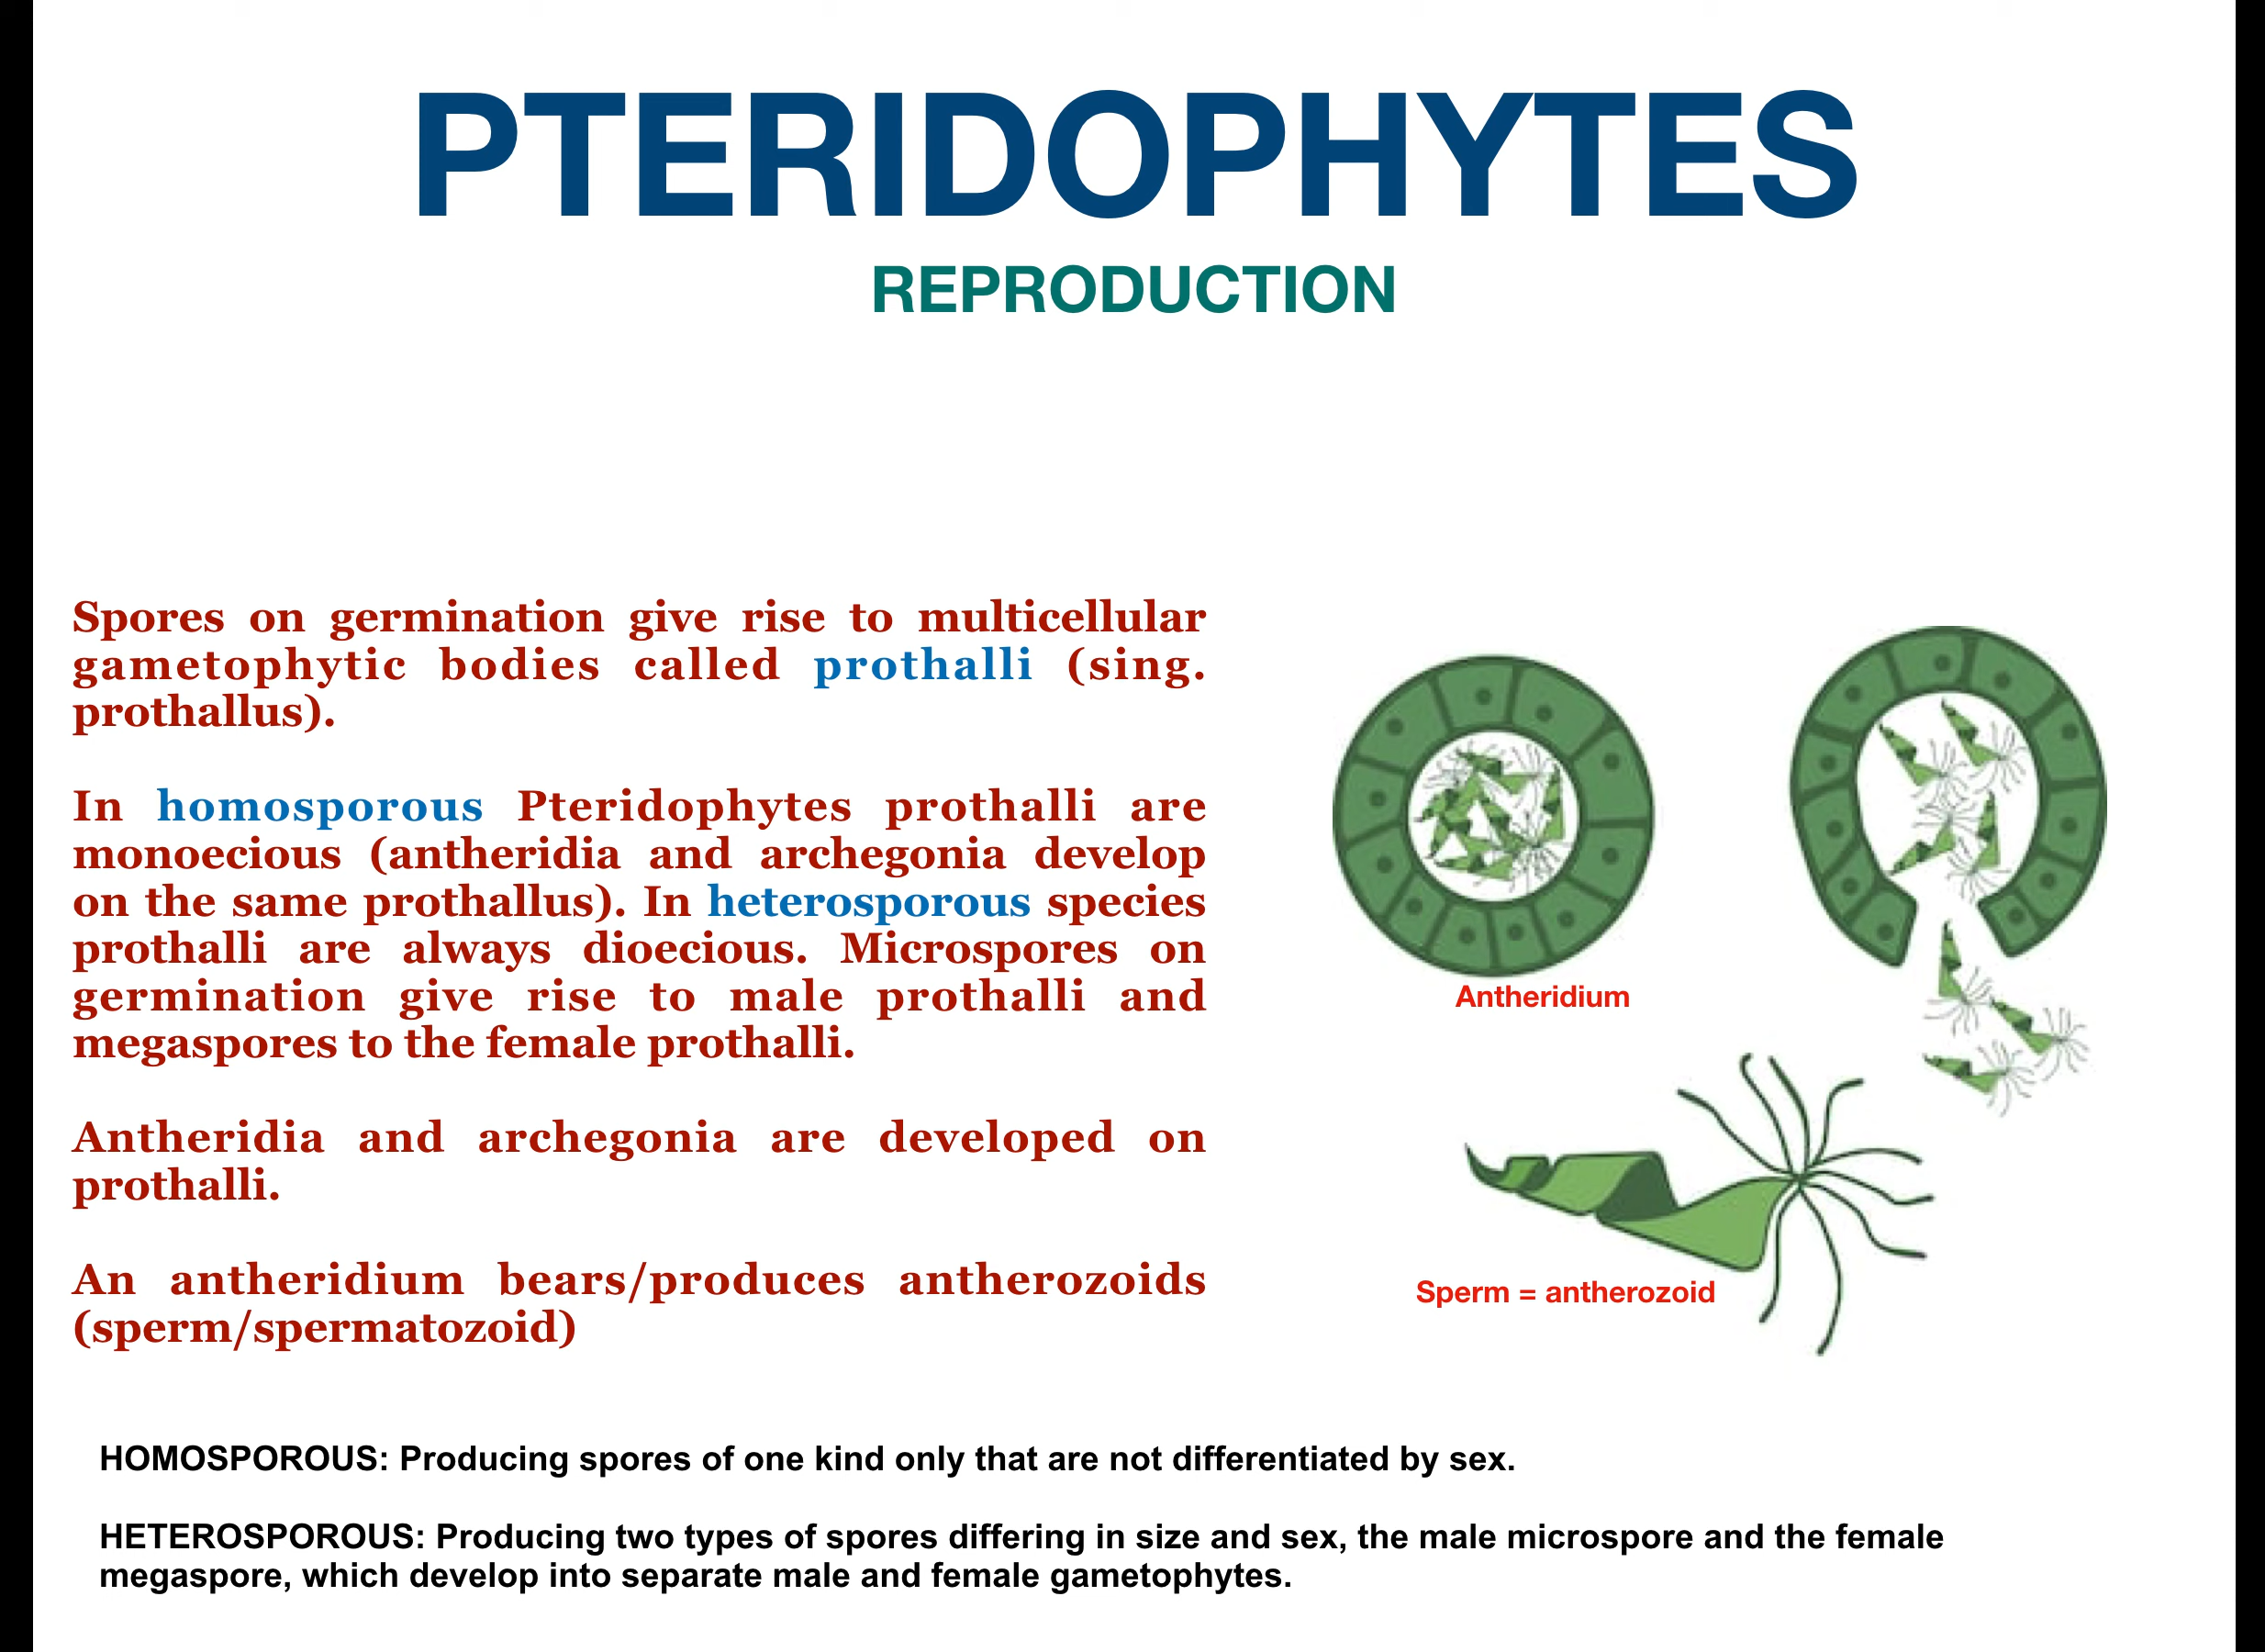 PTERIDOPHYTES
REPRODUCTION
Spores on germination give rise to multicellular
gametophytic bodies called prothalli (sing.
prothallus).
In homosporous Pteridophytes prothalli are
monoecious (antheridia and archegonia develop
on the same prothallus). In heterosporous species
prothalli are always dioecious. Microspores on
germination give rise to male prothalli and
megaspores to the female prothalli.
Antheridia and archegonia are developed on
prothalli.
An antheridium bears/produces antherozoids
(sperm/spermatozoid)
Antheridium
Sperm = antherozoid
HOMOSPOROUS: Producing spores of one kind only that are not differentiated by sex.
HETEROSPOROUS: Producing two types of spores differing in size and sex, the male microspore and the female
megaspore, which develop into separate male and female gametophytes.